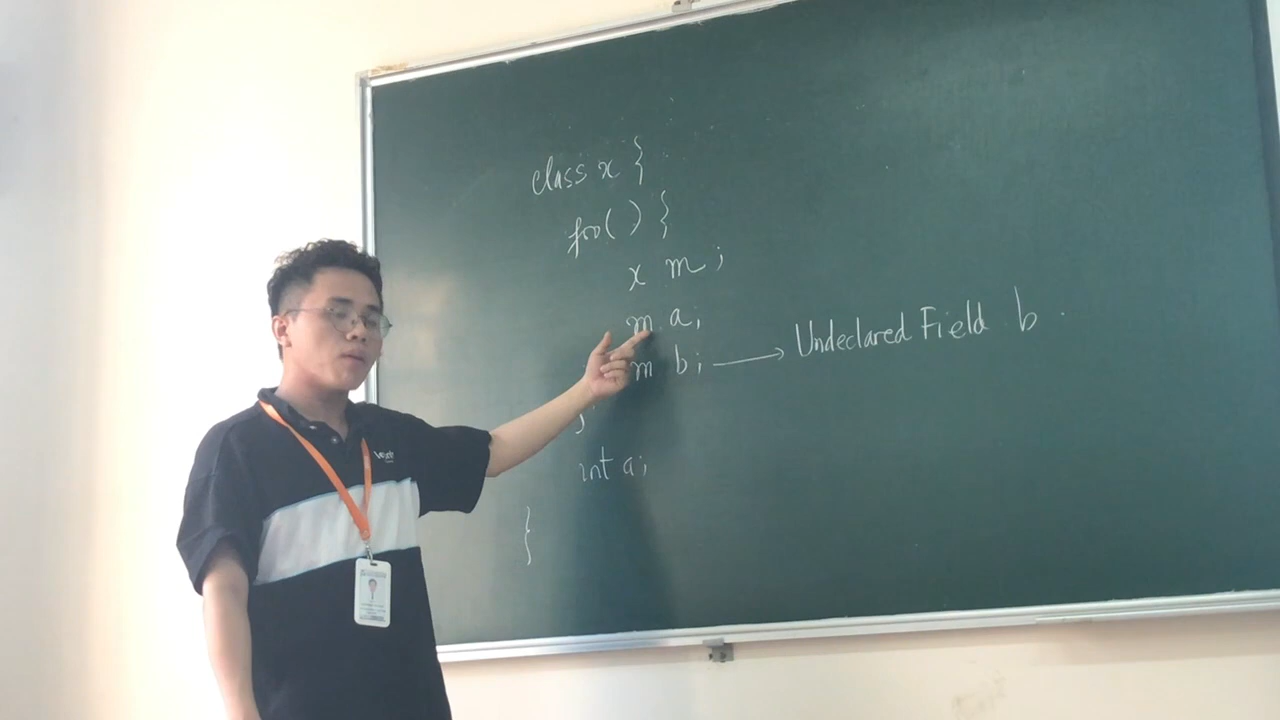 class x {
foo( ) {
x m ;
m a;
m b; → Undeclared Field b .
}
int a;
}